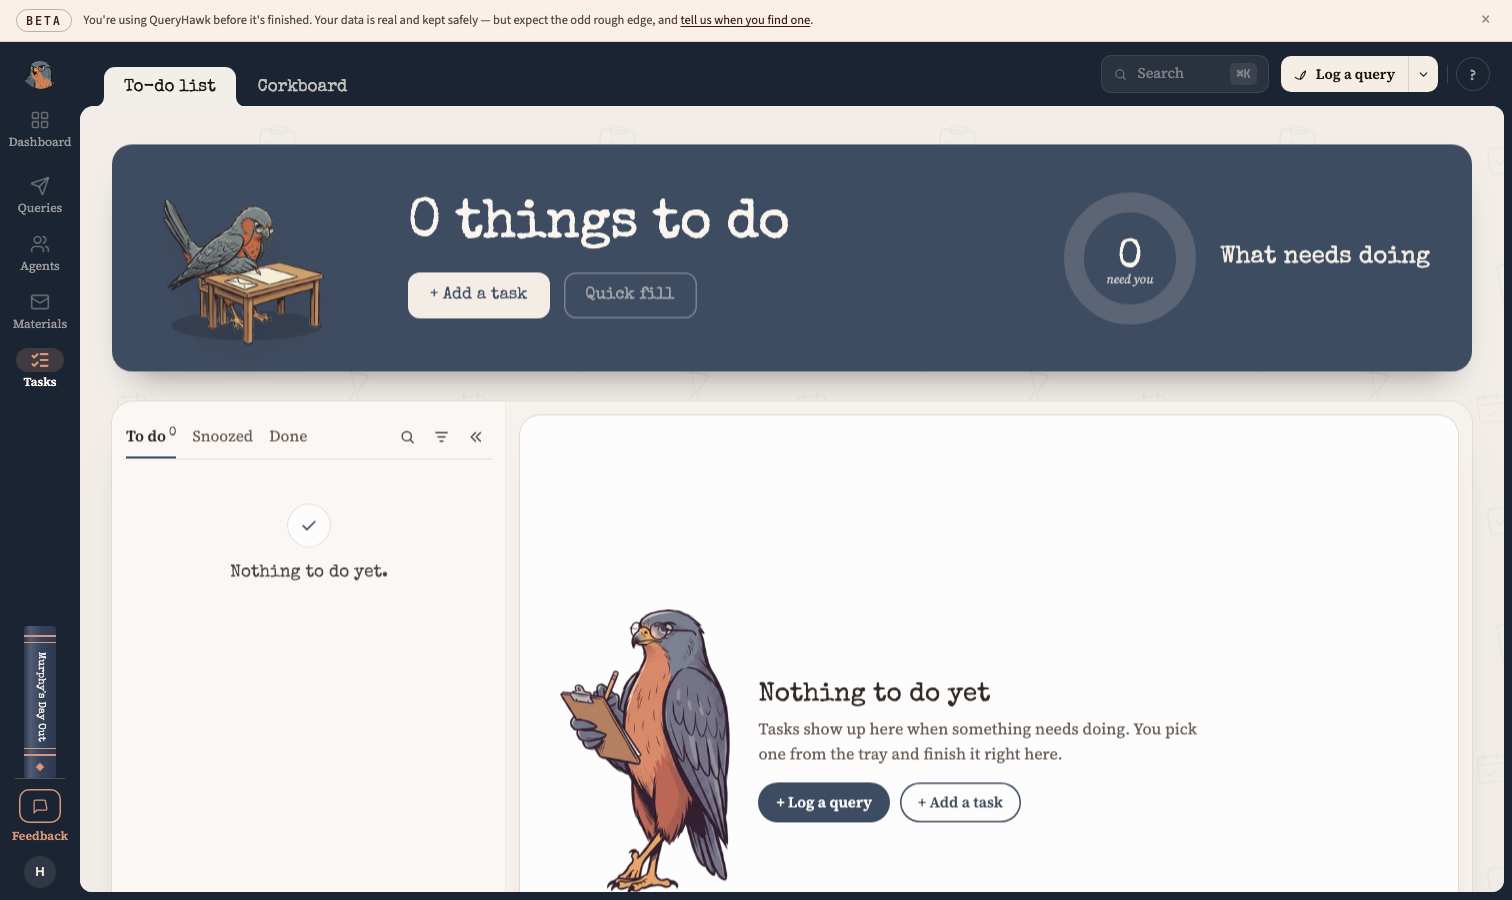 BETA
You're using QueryHawk before it's finished. Your data is real and kept safely — but expect the odd rough edge, and tell us when you find one.
×
To-do list
Corkboard
Search
⌘K
Log a query
?
Dashboard
Queries
Agents
Materials
Tasks
Murphy's Day Out
Feedback
H
0 things to do
+ Add a task
Quick fill
0
need you
What needs doing
To do 0
Snoozed
Done
Nothing to do yet.
Nothing to do yet
Tasks show up here when something needs doing. You pick
one from the tray and finish it right here.
+ Log a query
+ Add a task